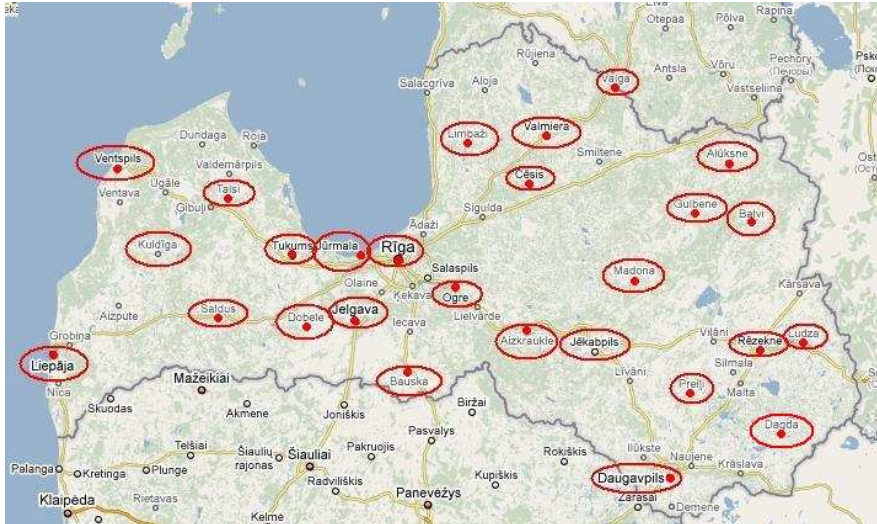 Otepaa
Põlva
Rapina
Rūjiena
Valga
Antsla
Võru
Pechory
(Печоры)
Salacgrīva
Aloja
Vastseliina
Limbaži
Valmiera
Smiltene
Alūksne
Dundaga
Roja
Ventspils
Valdemārpils
Cēsis
Ugāle
Talsi
Ventava
Ģibuļi
Sigulda
Gulbene
Balvi
Ādaži
Kuldīga
Tukums
Jūrmala
Rīga
Salaspils
Madona
Olaine
Ķekava
Ogre
Kārsava
Aizpute
Saldus
Dobele
Jelgava
Lielvārde
Iecava
Grobiņa
Aizkraukle
Jēkabpils
Viļāni
Rēzekne
Ludza
Liepāja
Silmala
Malta
Nīca
Mažeikiai
Bauska
Līvāni
Preiļi
Skuodas
Akmene
Joniškis
Biržai
Pasvalys
Dagda
Telšiai
Šiaulių
rajonas
Šiauliai
Pakruojis
Rokiškis
Ilūkste
Naujene
Krāslava
Palanga
Kretinga
Plungė
Radviliškis
Kupiškis
Daugavpils
Klaipėda
Rietavas
Kelmė
Panevėžys
Zarasai
Demene